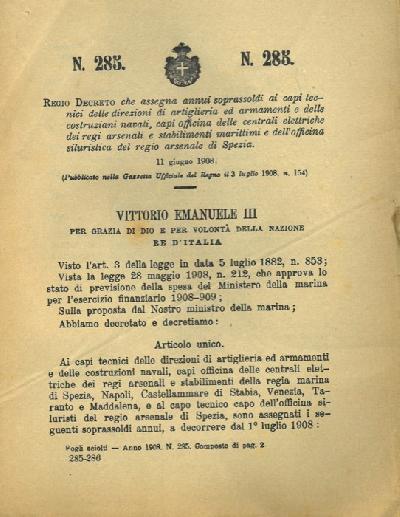 N. 285. N. 285.
REGIO DECRETO che assegna annui soprassoldi ai capi tec-
nici delle direzioni di artiglieria ed armamenti e delle
costruzioni navali, capi officina delle centrali elettriche
dei regi arsenali e stabilimenti marittimi e dell'officina
siluristica del regio arsenale di Spezia.
11 giugno 1908.
(Pubblicato nella Gazzetta Ufficiale del Regno il 3 luglio 1908, n. 154)
VITTORIO EMANUELE III
PER GRAZIA DI DIO E PER VOLONTÀ DELLA NAZIONE
RE D'ITALIA
Visto l'art. 3 della legge in data 5 luglio 1882, n. 853;
Vista la legge 28 maggio 1908, n. 212, che approva lo
stato di previsione della spesa del Ministero della marina
per l'esercizio finanziario 1908-909;
Sulla proposta dal Nostro ministro della marina;
Abbiamo decretato e decretiamo:
Articolo unico.
Ai capi tecnici delle direzioni di artiglieria ed armamenti
e delle costruzioni navali, capi officina delle centrali elet-
triche dei regi arsenali e stabilimenti della regia marina
di Spezia, Napoli, Castellammare di Stabia, Venezia, Ta-
ranto e Maddalena, e al capo tecnico capo dell'officina si-
luristi del regio arsenale di Spezia, sono assegnati i se-
guenti soprassoldi annui, a decorrere dal 1° luglio 1908:
Fogli sciolti — Anno 1908. N. 285. Composto di pag. 2
285-286